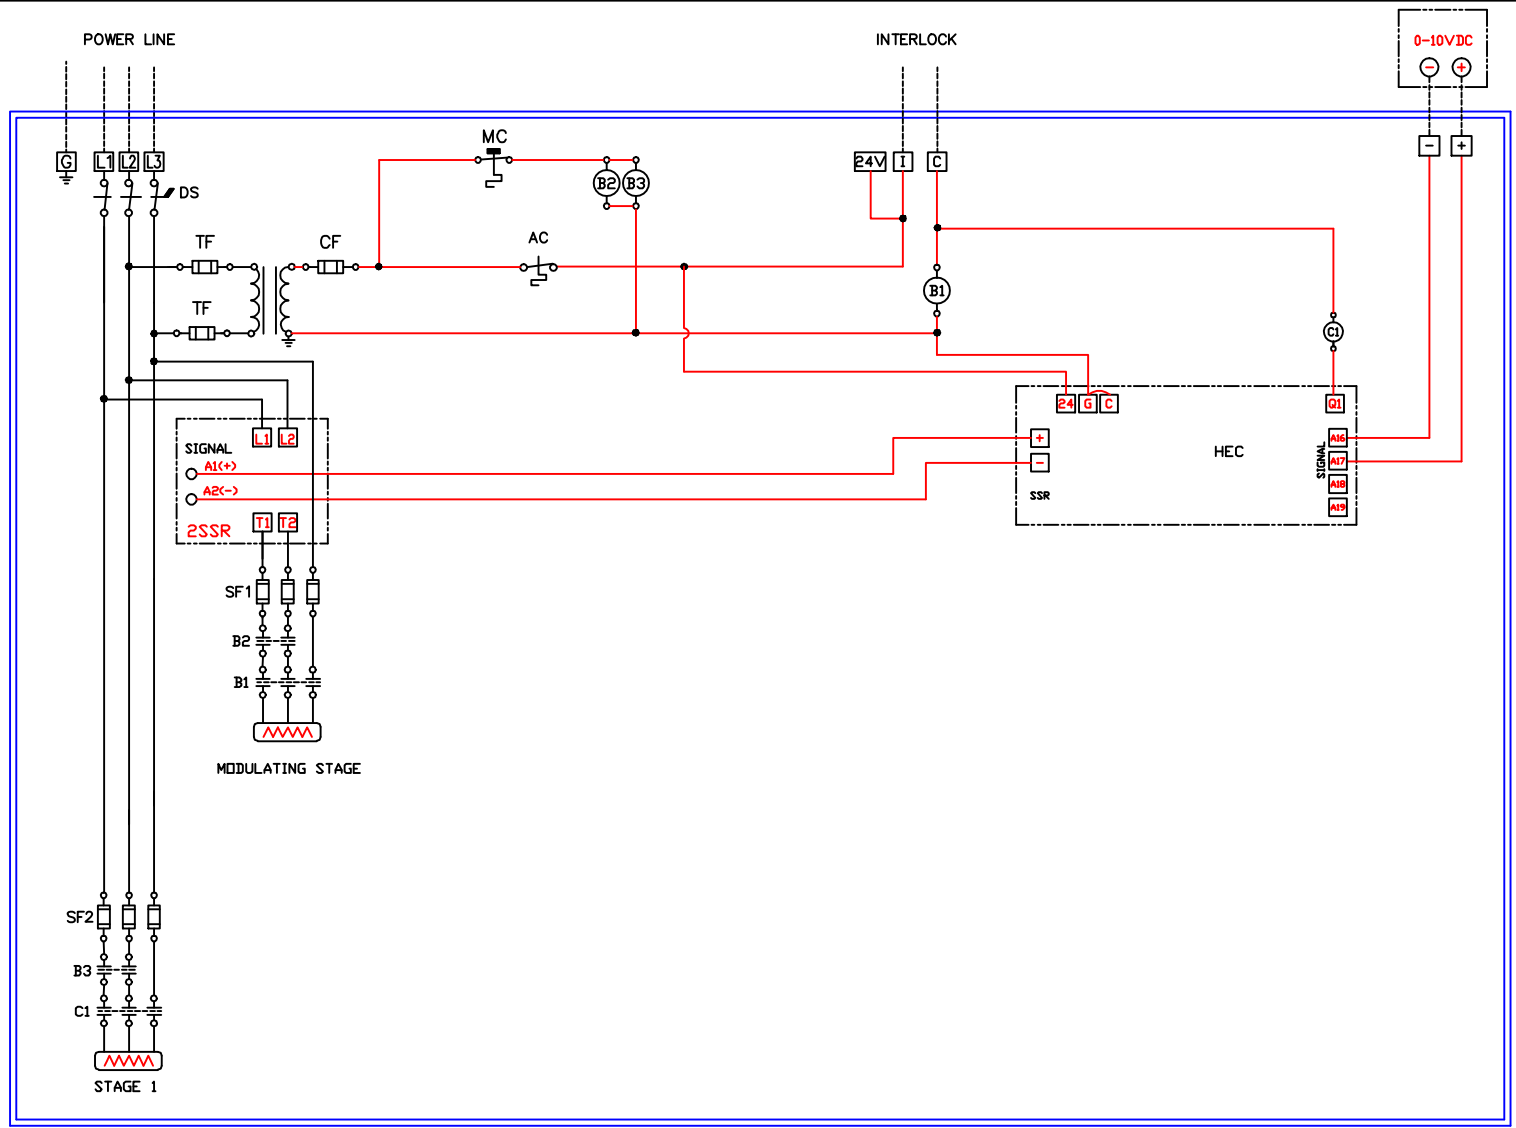 POWER LINE
INTERLOCK
0-10VDC
- +
MC
G L1 L2 L3
24V I C
- +
DS
B2 B3
TF
CF
AC
B1
TF
C1
24 G C
Q1
L1 L2
SIGNAL
A1(+)
A2(-)
+
-
HEC
SSR
SIGNAL
A16
A17
A18
A19
T1 T2
2SSR
SF1
B2
B1
MODULATING STAGE
SF2
B3
C1
STAGE 1